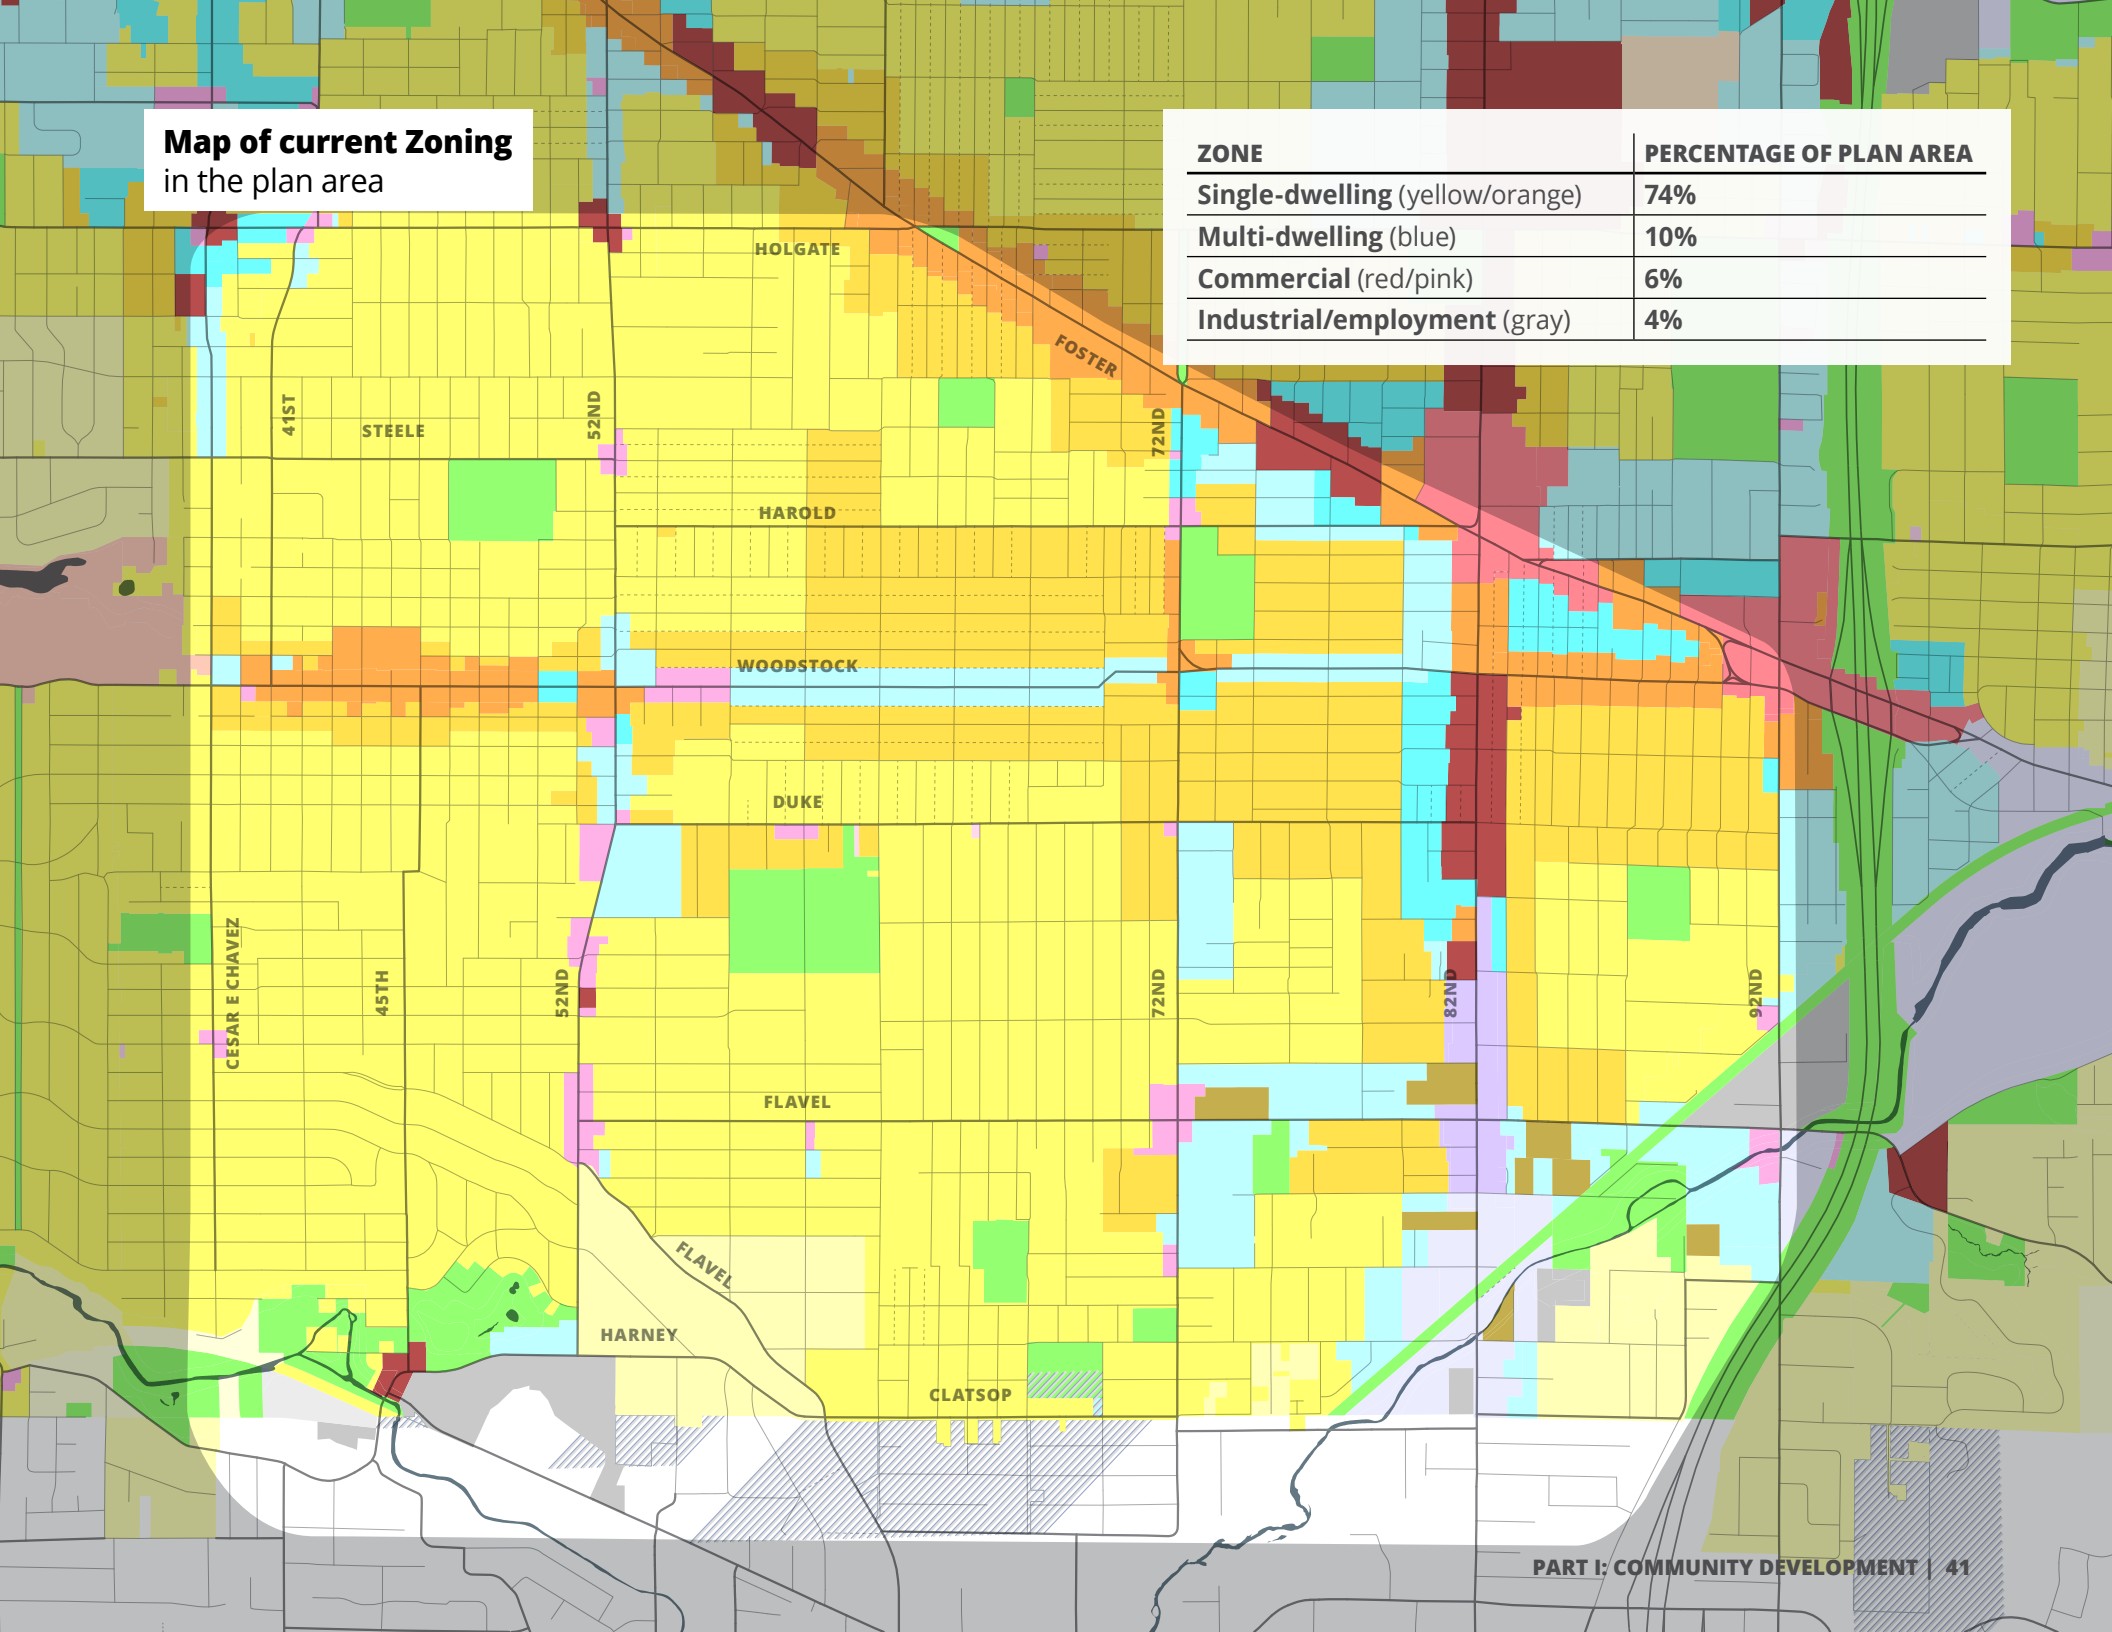 Map of current Zoning
in the plan area
ZONE PERCENTAGE OF PLAN AREA
Single-dwelling (yellow/orange) 74%
Multi-dwelling (blue) 10%
Commercial (red/pink) 6%
Industrial/employment (gray) 4%
HOLGATE
FOSTER
41ST
STEELE
52ND
72ND
HAROLD
WOODSTOCK
DUKE
CESAR E CHAVEZ
45TH
52ND
72ND
82ND
92ND
FLAVEL
FLAVEL
HARNEY
CLATSOP
PART I: COMMUNITY DEVELOPMENT | 41